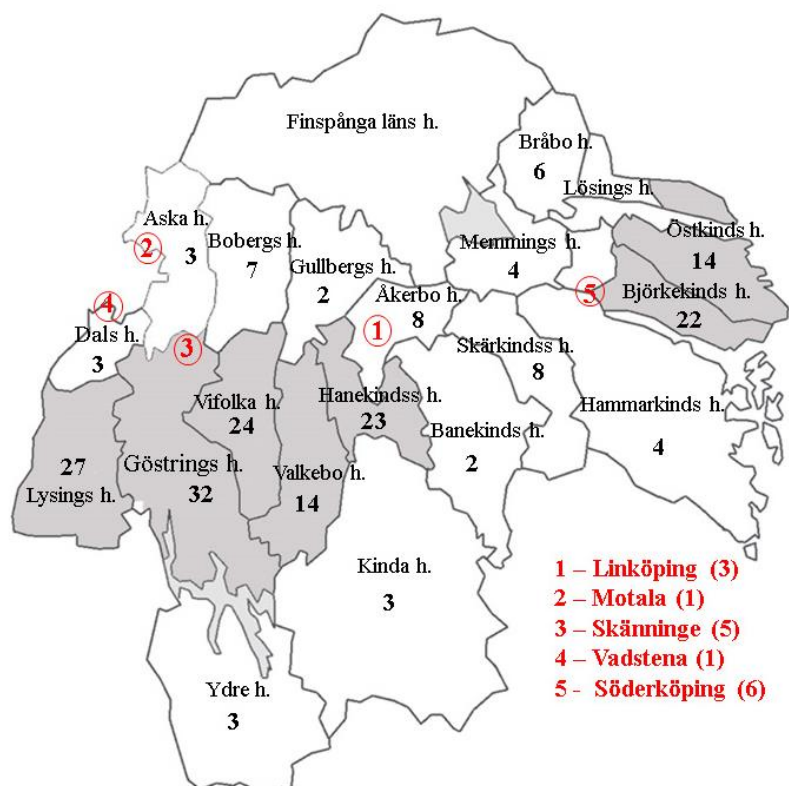 Finspånga läns h.
Bråbo h.
6
Lösings h.
Aska h.
3
2
Bobergs h.
7
Gullbergs h.
2
Memmings h.
4
Östkinds h.
14
Björkekinds h.
22
5
4
Dals h.
3
3
Åkerbo h.
8
1
Skärkindss h.
8
Hanekindss h.
23
Vifolka h.
24
Banekinds h.
2
Hammarkinds h.
4
27
Lysings h.
Göstrings h.
32
Valkebo h.
14
Kinda h.
3
Ydre h.
3
1 – Linköping (3)
2 – Motala (1)
3 – Skänninge (5)
4 – Vadstena (1)
5 - Söderköping (6)